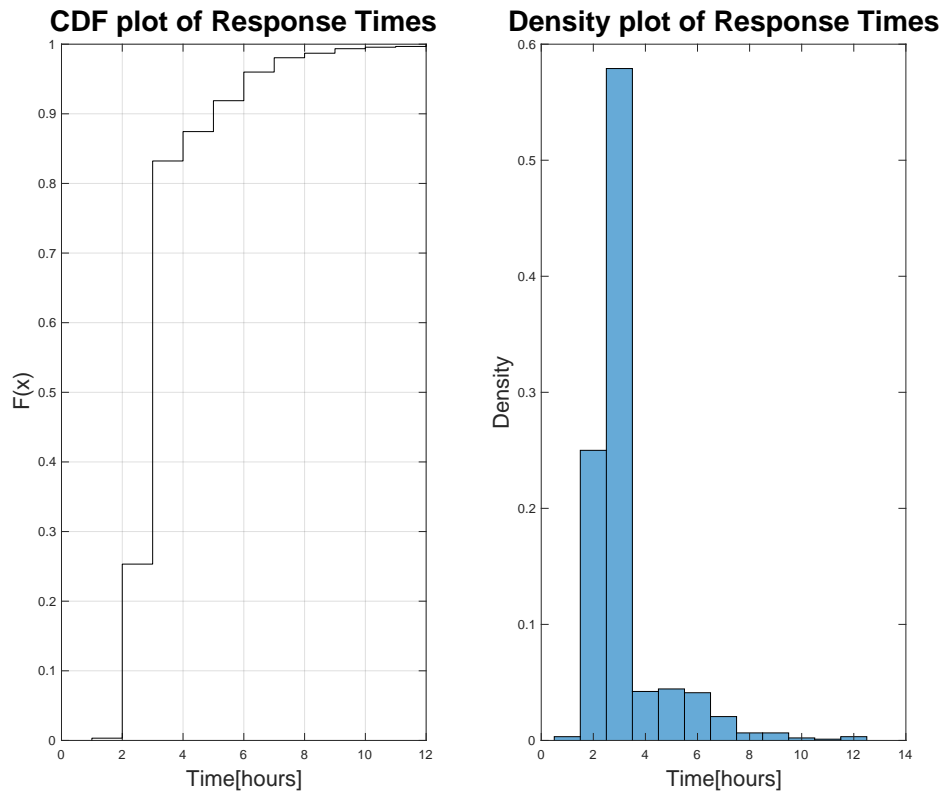 CDF plot of Response Times
F(x)
1
0.9
0.8
0.7
0.6
0.5
0.4
0.3
0.2
0.1
0
0 2 4 6 8 10 12
Time[hours]
Density plot of Response Times
Density
0.6
0.5
0.4
0.3
0.2
0.1
0
0 2 4 6 8 10 12 14
Time[hours]